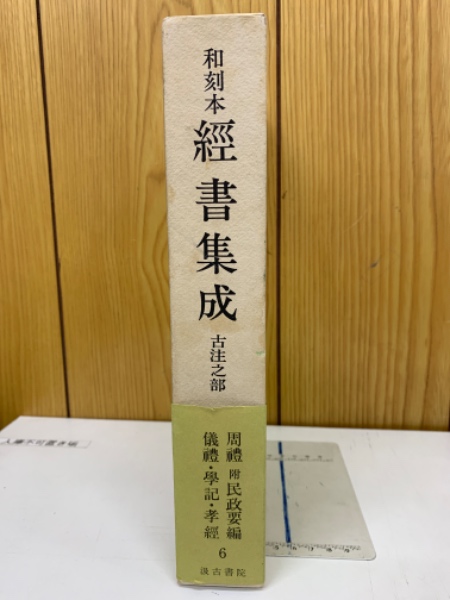 和刻本
經書集成
古注之部
周禮 附 民政要編
儀禮・學記・孝經
6
汲古書院